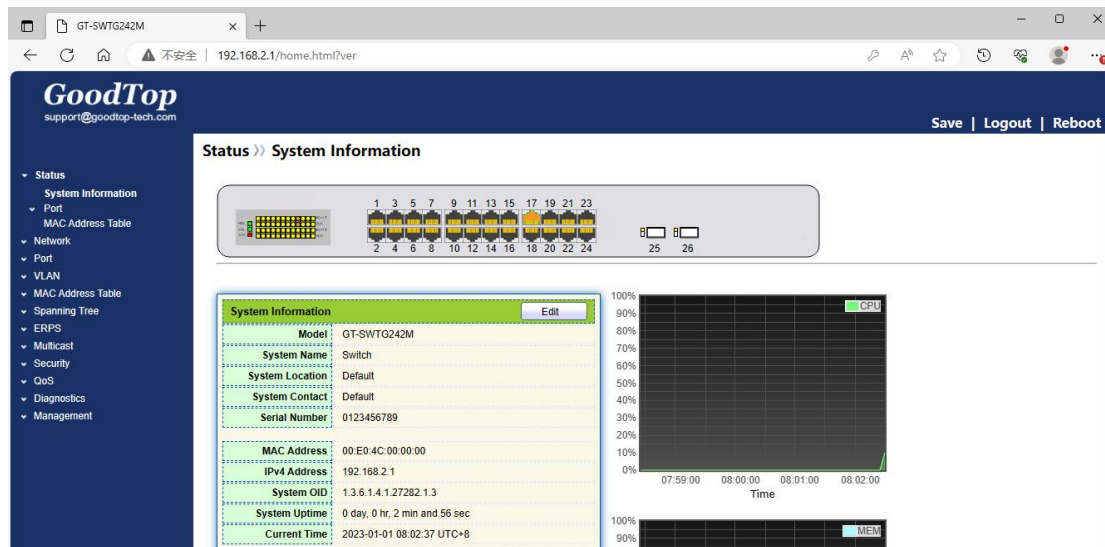 GT-SWTG242M
不安全 | 192.168.2.1/home.html?ver
GoodTop
support@goodtop-tech.com
Save | Logout | Reboot
Status 》 System Information
Status
System Information
Port
MAC Address Table
Network
Port
VLAN
MAC Address Table
Spanning Tree
ERPS
Multicast
Security
QoS
Diagnostics
Management
1 3 5 7 9 11 13 15 17 19 21 23
2 4 6 8 10 12 14 16 18 20 22 24
25 26
System Information Edit
Model GT-SWTG242M
System Name Switch
System Location Default
System Contact Default
Serial Number 0123456789
MAC Address 00:E0:4C:00:00:00
IPv4 Address 192.168.2.1
System OID 1.3.6.1.4.1.27282.1.3
System Uptime 0 day, 0 hr, 2 min and 56 sec
Current Time 2023-01-01 08:02:37 UTC+8
CPU
100%
90%
80%
70%
60%
50%
40%
30%
20%
10%
0%
07:59:00 08:00:00 08:01:00 08:02:00
Time
MEM
100%
90%